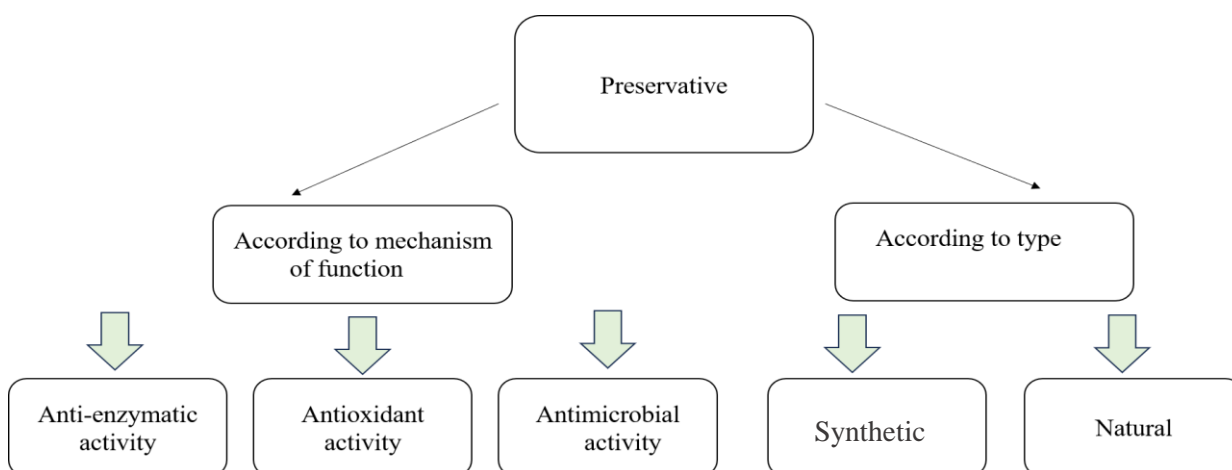 Preservative
According to mechanism
of function
According to type
Anti-enzymatic
activity
Antioxidant
activity
Antimicrobial
activity
Synthetic
Natural